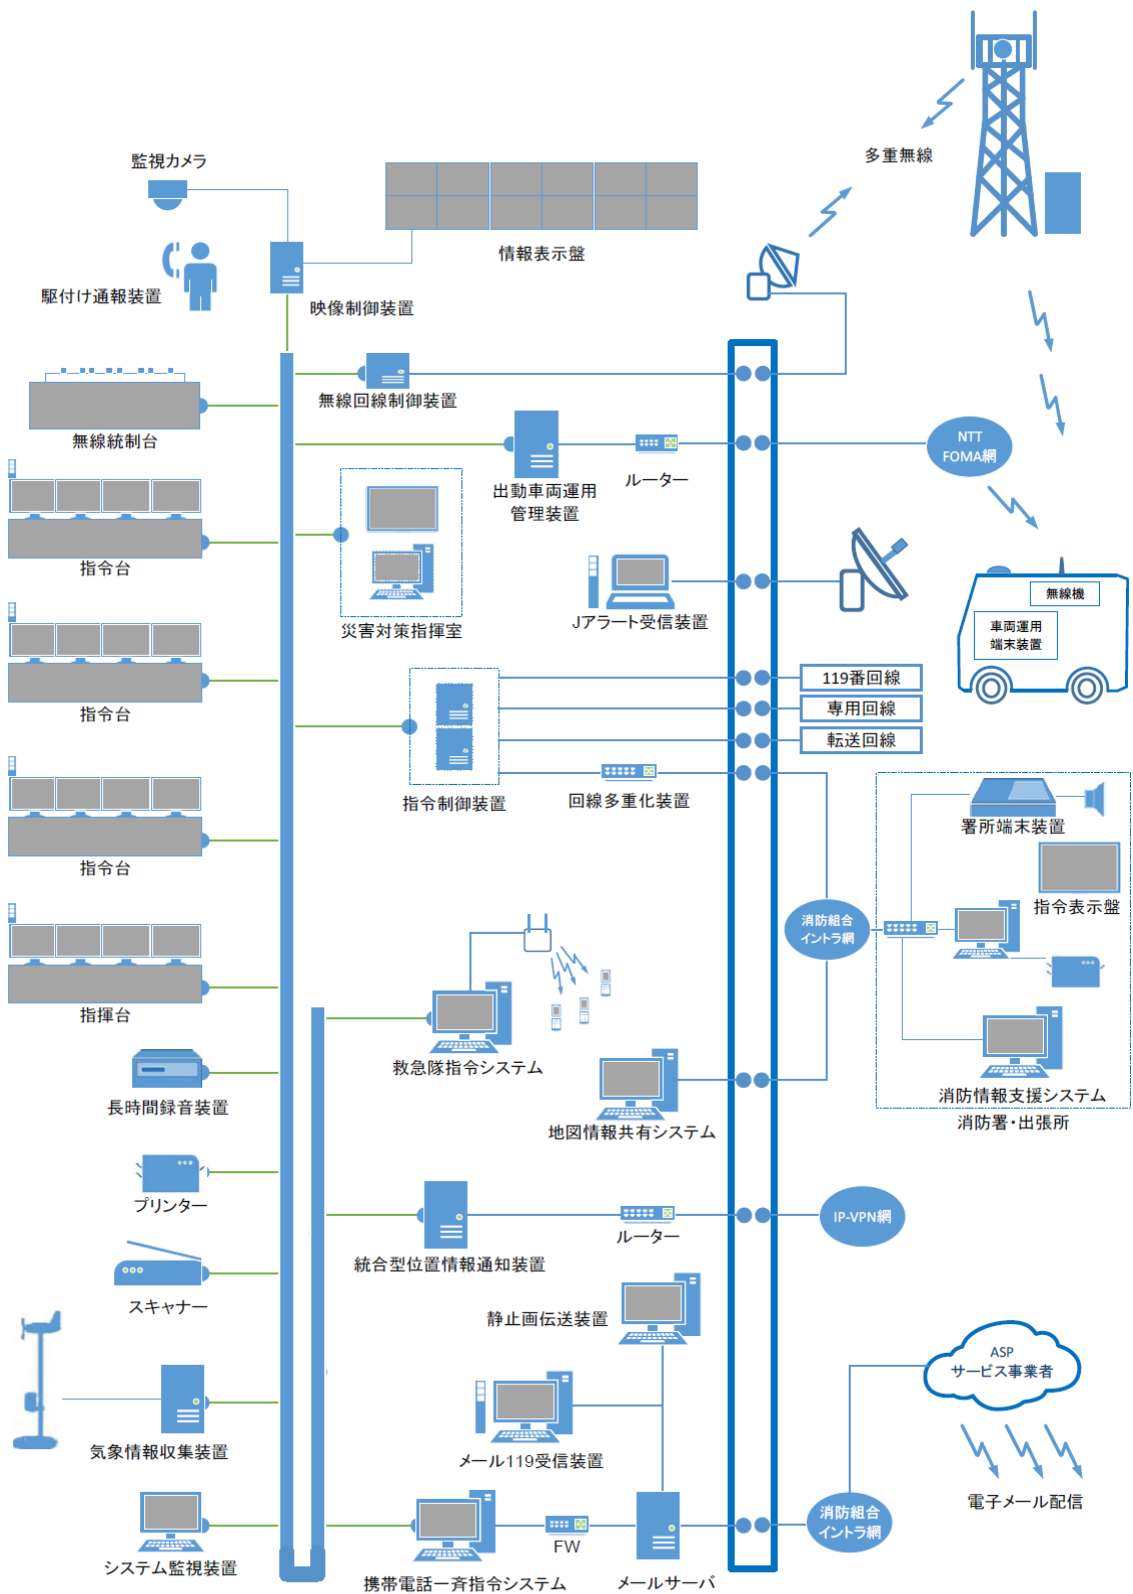 多重無線
監視カメラ
情報表示盤
駆付け通報装置
映像制御装置
無線回線制御装置
無線統制台
NTT
FOMA網
ルーター
出動車両運用
管理装置
指令台
無線機
車両運用
端末装置
災害対策指揮室
Jアラート受信装置
指令台
119番回線
専用回線
転送回線
指令制御装置
回線多重化装置
署所端末装置
指令台
指令表示盤
消防組合
イントラ網
指揮台
救急隊指令システム
消防情報支援システム
長時間録音装置
地図情報共有システム
消防署・出張所
プリンター
IP-VPN網
統合型位置情報通知装置
ルーター
スキャナー
静止画伝送装置
ASP
サービス事業者
気象情報収集装置
メール119受信装置
電子メール配信
消防組合
イントラ網
FW
システム監視装置
携帯電話一斉指令システム
メールサーバ